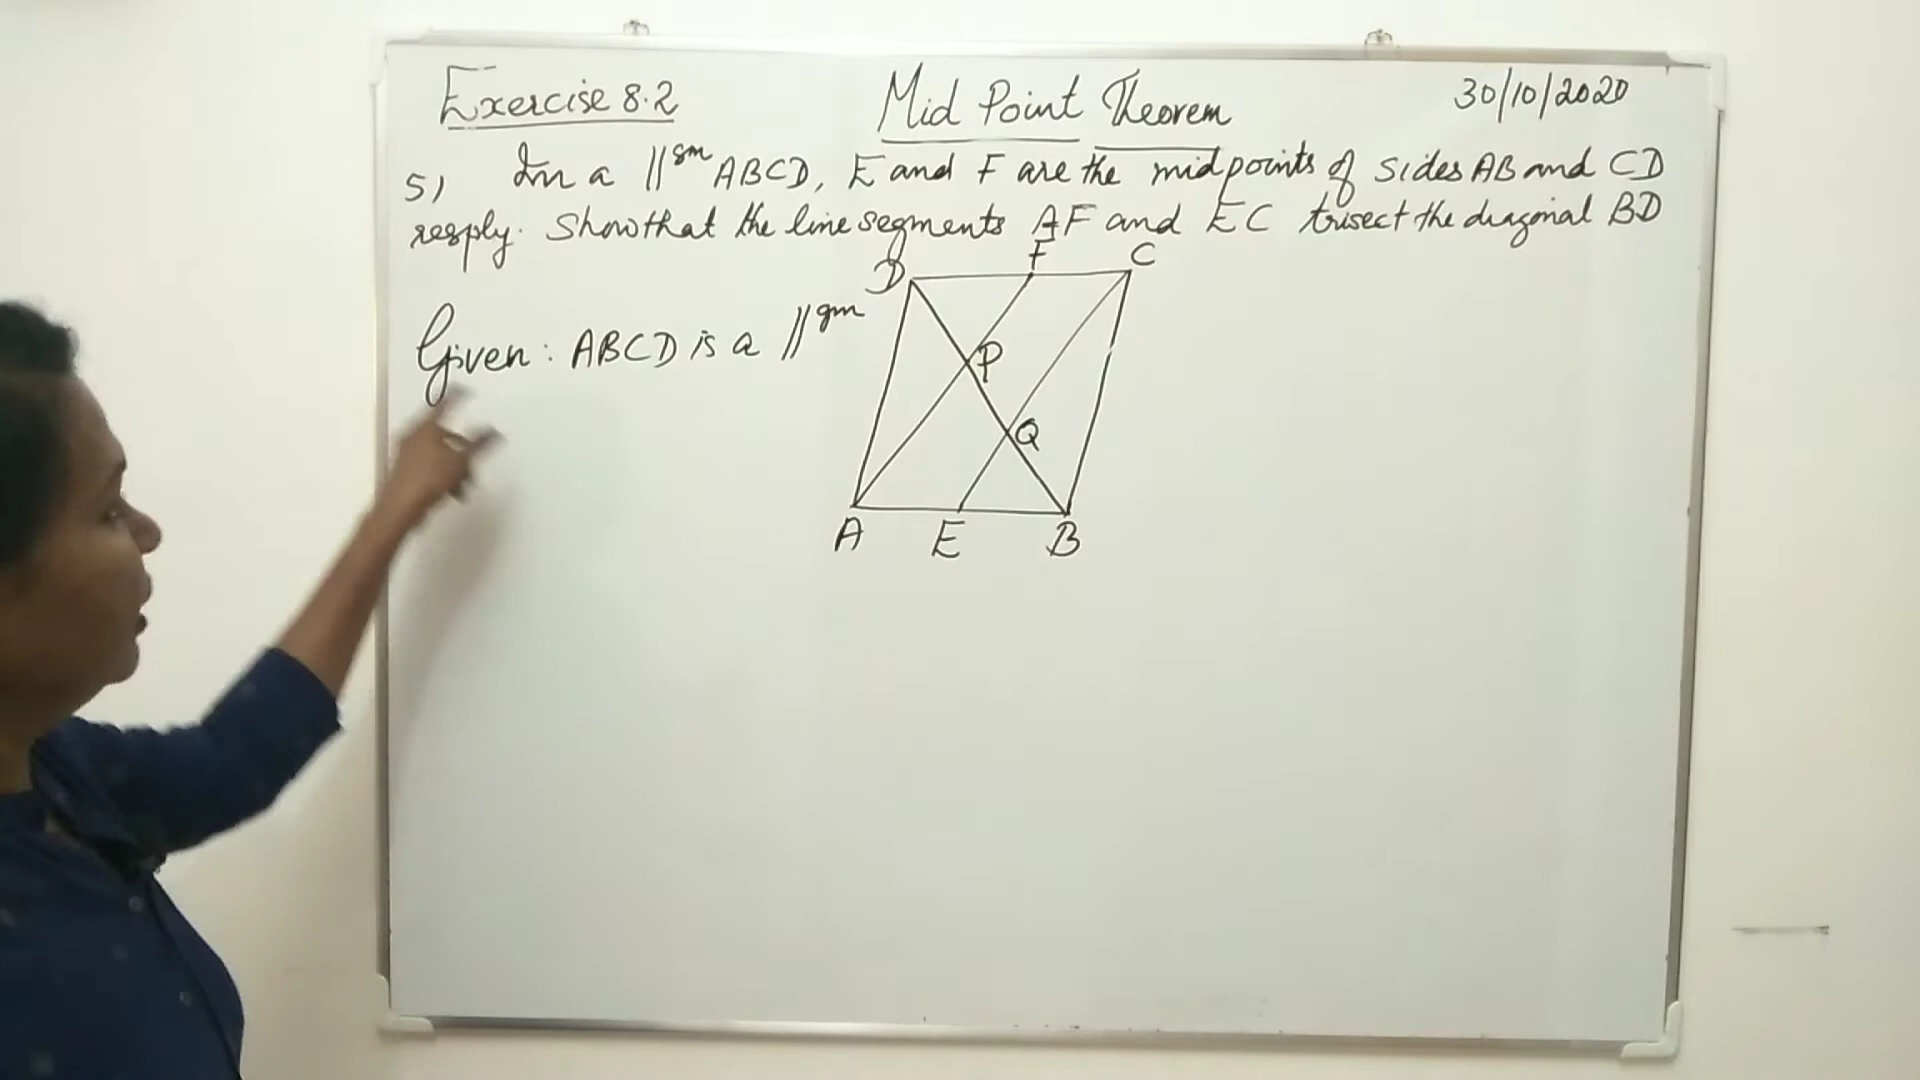 Exercise 8.2
Mid Point Theorem
30/10/2020
5) In a ||gm ABCD, E and F are the midpoints of sides AB and CD
resply. Show that the line segments AF and EC trisect the diagonal BD
D F C
Given: ABCD is a ||gm
P
Q
A E B